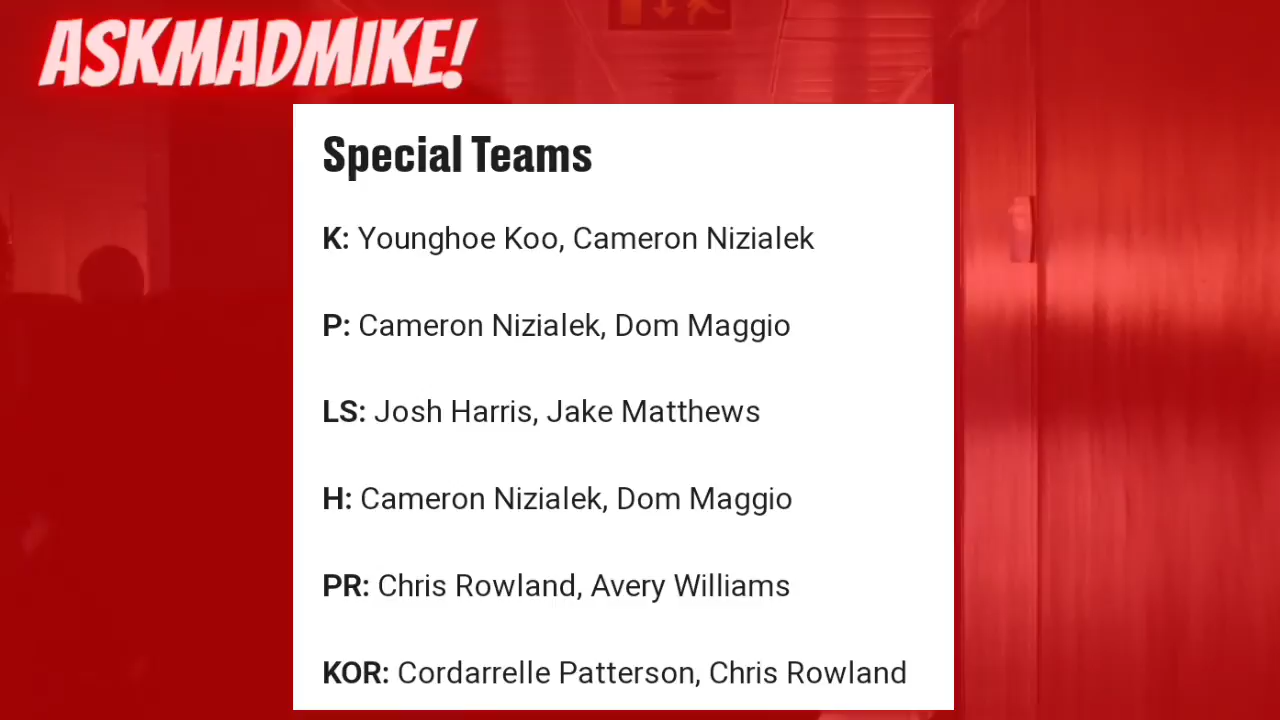 ASKMADMIKE!
Special Teams
K: Younghoe Koo, Cameron Nizialek
P: Cameron Nizialek, Dom Maggio
LS: Josh Harris, Jake Matthews
H: Cameron Nizialek, Dom Maggio
PR: Chris Rowland, Avery Williams
KOR: Cordarrelle Patterson, Chris Rowland